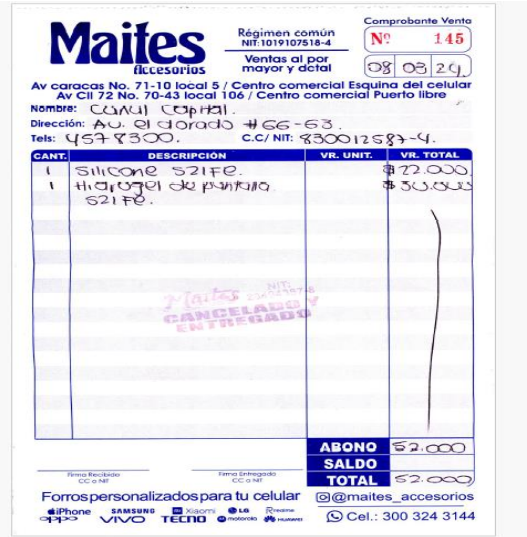 Maites
Accesorios
Régimen común
NIT:1019107518-4
Ventas al por
mayor y detal
Comprobante Venta
Nº 145
08 03 24
Av caracas No. 71-10 local 5 / Centro comercial Esquina del celular
Av Cll 72 No. 70-43 local 106 / Centro comercial Puerto libre
Nombre: Canal Capital.
Dirección: Av. el dorado #66-63.
Tels: 4578300. C.C/ NIT: 830012587-4.
CANT. DESCRIPCIÓN VR. UNIT. VR. TOTAL
1 Silicone S21FE. $22.000.
1 Hidrogel de pantalla $30.000
S21FE.
Maites NIT:
CANCELADO Y
ENTREGADO
ABONO 52.000
SALDO
TOTAL 52.000
Firma Recibido
CC o NIT
Firma Entregado
CC o NIT
Forros personalizados para tu celular
@maites_accesorios
iPhone SAMSUNG Xiaomi LG Realme
oppo VIVO TECNO motorola HUAWEI
Cel.: 300 324 3144